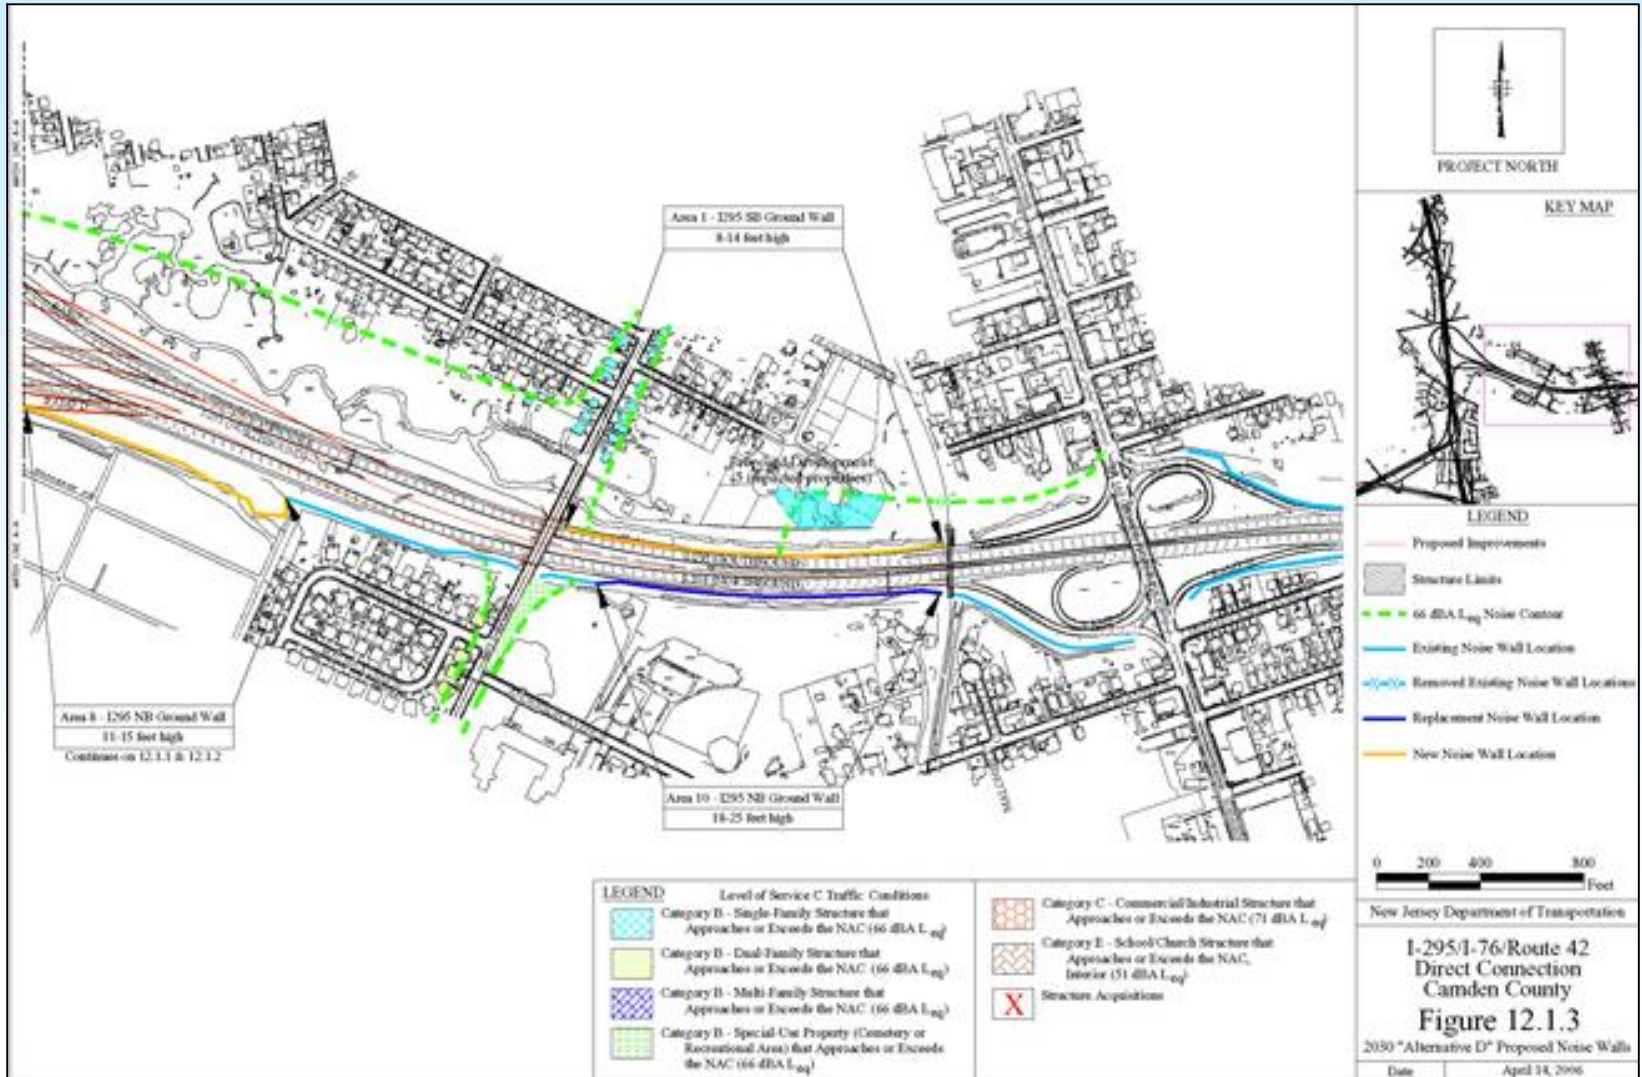 PROJECT NORTH
KEY MAP
Area 1 - I295 SB Ground Wall
8-14 feet high
(5 impacted properties)
Area 8 - I295 NB Ground Wall
11-15 feet high
Continues on 12.1.1 & 12.1.2
Area 10 - I295 NB Ground Wall
18-25 feet high
LEGEND
Proposed Improvements
Structure Limits
66 dBA Leq Noise Contour
Existing Noise Wall Location
Removed Existing Noise Wall Locations
Replacement Noise Wall Location
New Noise Wall Location
0 200 400 800
Feet
New Jersey Department of Transportation
I-295/I-76/Route 42
Direct Connection
Camden County
Figure 12.1.3
2030 "Alternative D" Proposed Noise Walls
Date April 14, 2006
LEGEND Level of Service C Traffic Conditions
Category B - Single-Family Structure that
Approaches or Exceeds the NAC (66 dBA Leq)
Category B - Dual-Family Structure that
Approaches or Exceeds the NAC (66 dBA Leq)
Category B - Multi-Family Structure that
Approaches or Exceeds the NAC (66 dBA Leq)
Category B - Special-Use Property (Cemetery or
Recreational Area) that Approaches or Exceeds
the NAC (66 dBA Leq)
Category C - Commercial/Industrial Structure that
Approaches or Exceeds the NAC (71 dBA Leq)
Category E - School/Church Structure that
Approaches or Exceeds the NAC,
Interior (51 dBA Leq)
X Structure Acquisitions